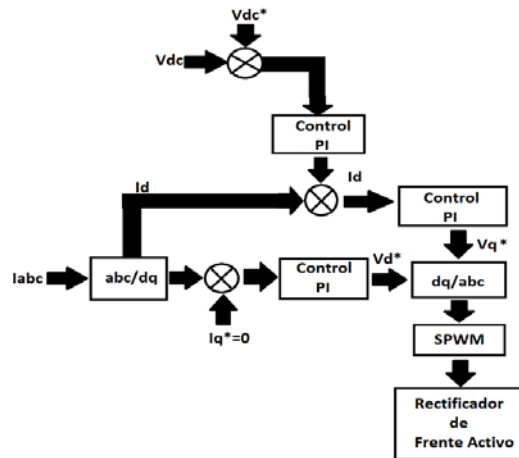 Vdc*
Vdc
Control
PI
Id
Id
Control
PI
Vq*
Iabc
abc/dq
Control
PI
Vd*
dq/abc
Iq*=0
SPWM
Rectificador
de
Frente Activo